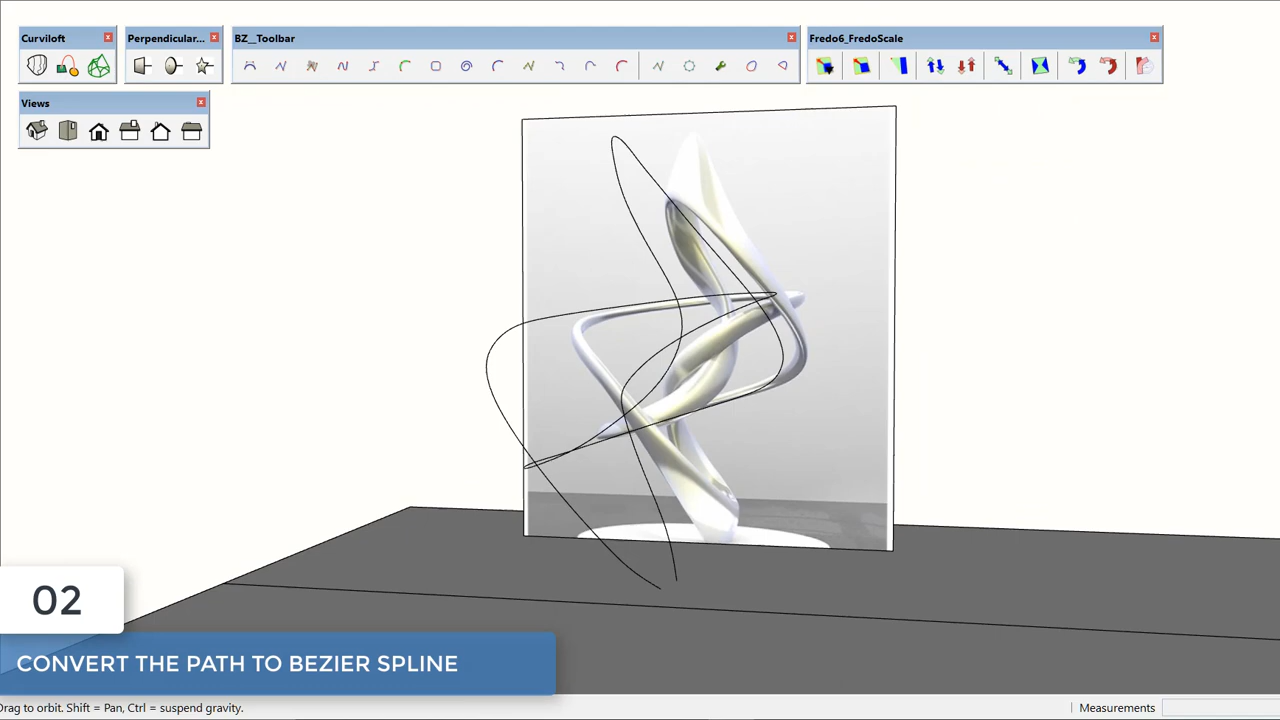 Curviloft
Perpendicular...
BZ__Toolbar
Fredo6_FredoScale
Views
02
CONVERT THE PATH TO BEZIER SPLINE
Drag to orbit. Shift = Pan, Ctrl = suspend gravity.
Measurements